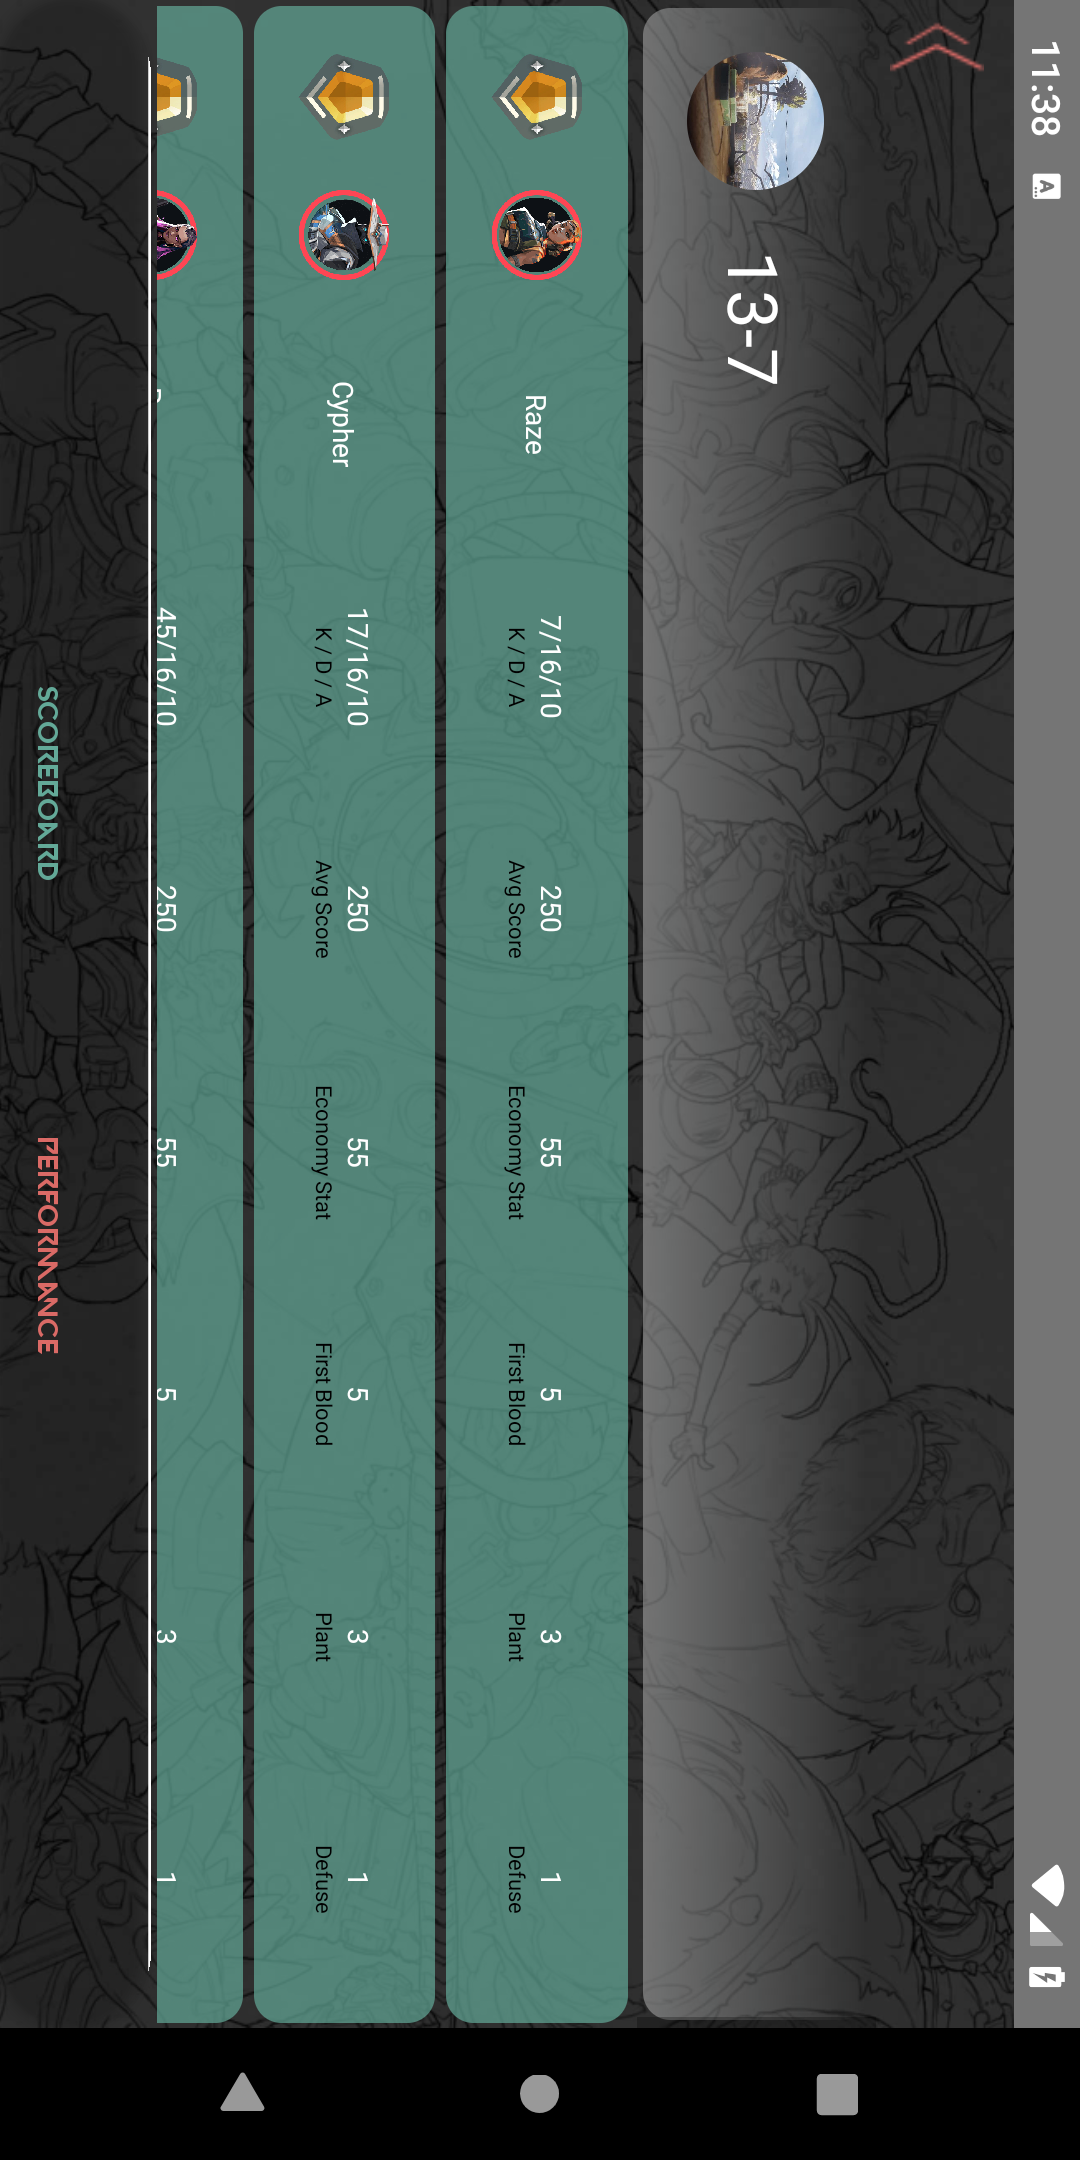 11:38
13-7
Raze
7/16/10
K / D / A
250
Avg Score
55
Economy Stat
5
First Blood
3
Plant
1
Defuse
Cypher
17/16/10
K / D / A
250
Avg Score
55
Economy Stat
5
First Blood
3
Plant
1
Defuse
45/16/10
250
55
5
3
1
SCOREBOARD
PERFORMANCE